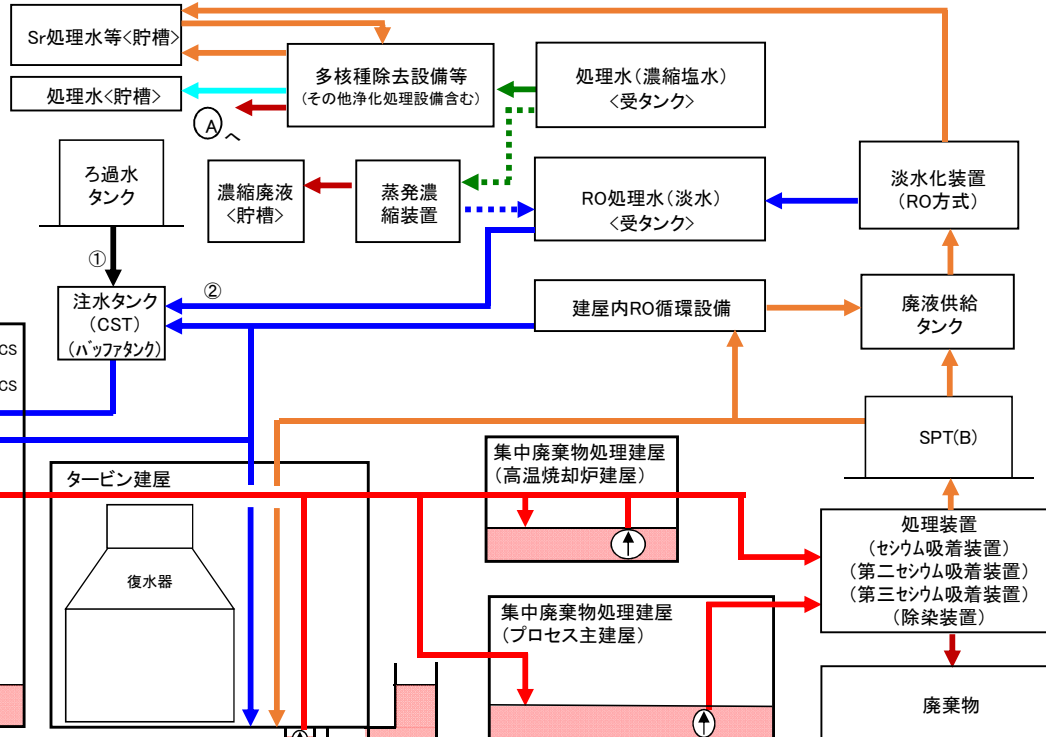 Sr処理水等<貯槽>
処理水<貯槽>
多核種除去設備等
(その他浄化処理設備含む)
Aへ
処理水(濃縮塩水)
<受タンク>
ろ過水
タンク
濃縮廃液
<貯槽>
蒸発濃
縮装置
RO処理水(淡水)
<受タンク>
淡水化装置
(RO方式)
①
②
注水タンク
(CST)
(バッファタンク)
建屋内RO循環設備
廃液供給
タンク
CS
CS
SPT(B)
タービン建屋
復水器
集中廃棄物処理建屋
(高温焼却炉建屋)
処理装置
(セシウム吸着装置)
(第二セシウム吸着装置)
(第三セシウム吸着装置)
(除染装置)
集中廃棄物処理建屋
(プロセス主建屋)
廃棄物